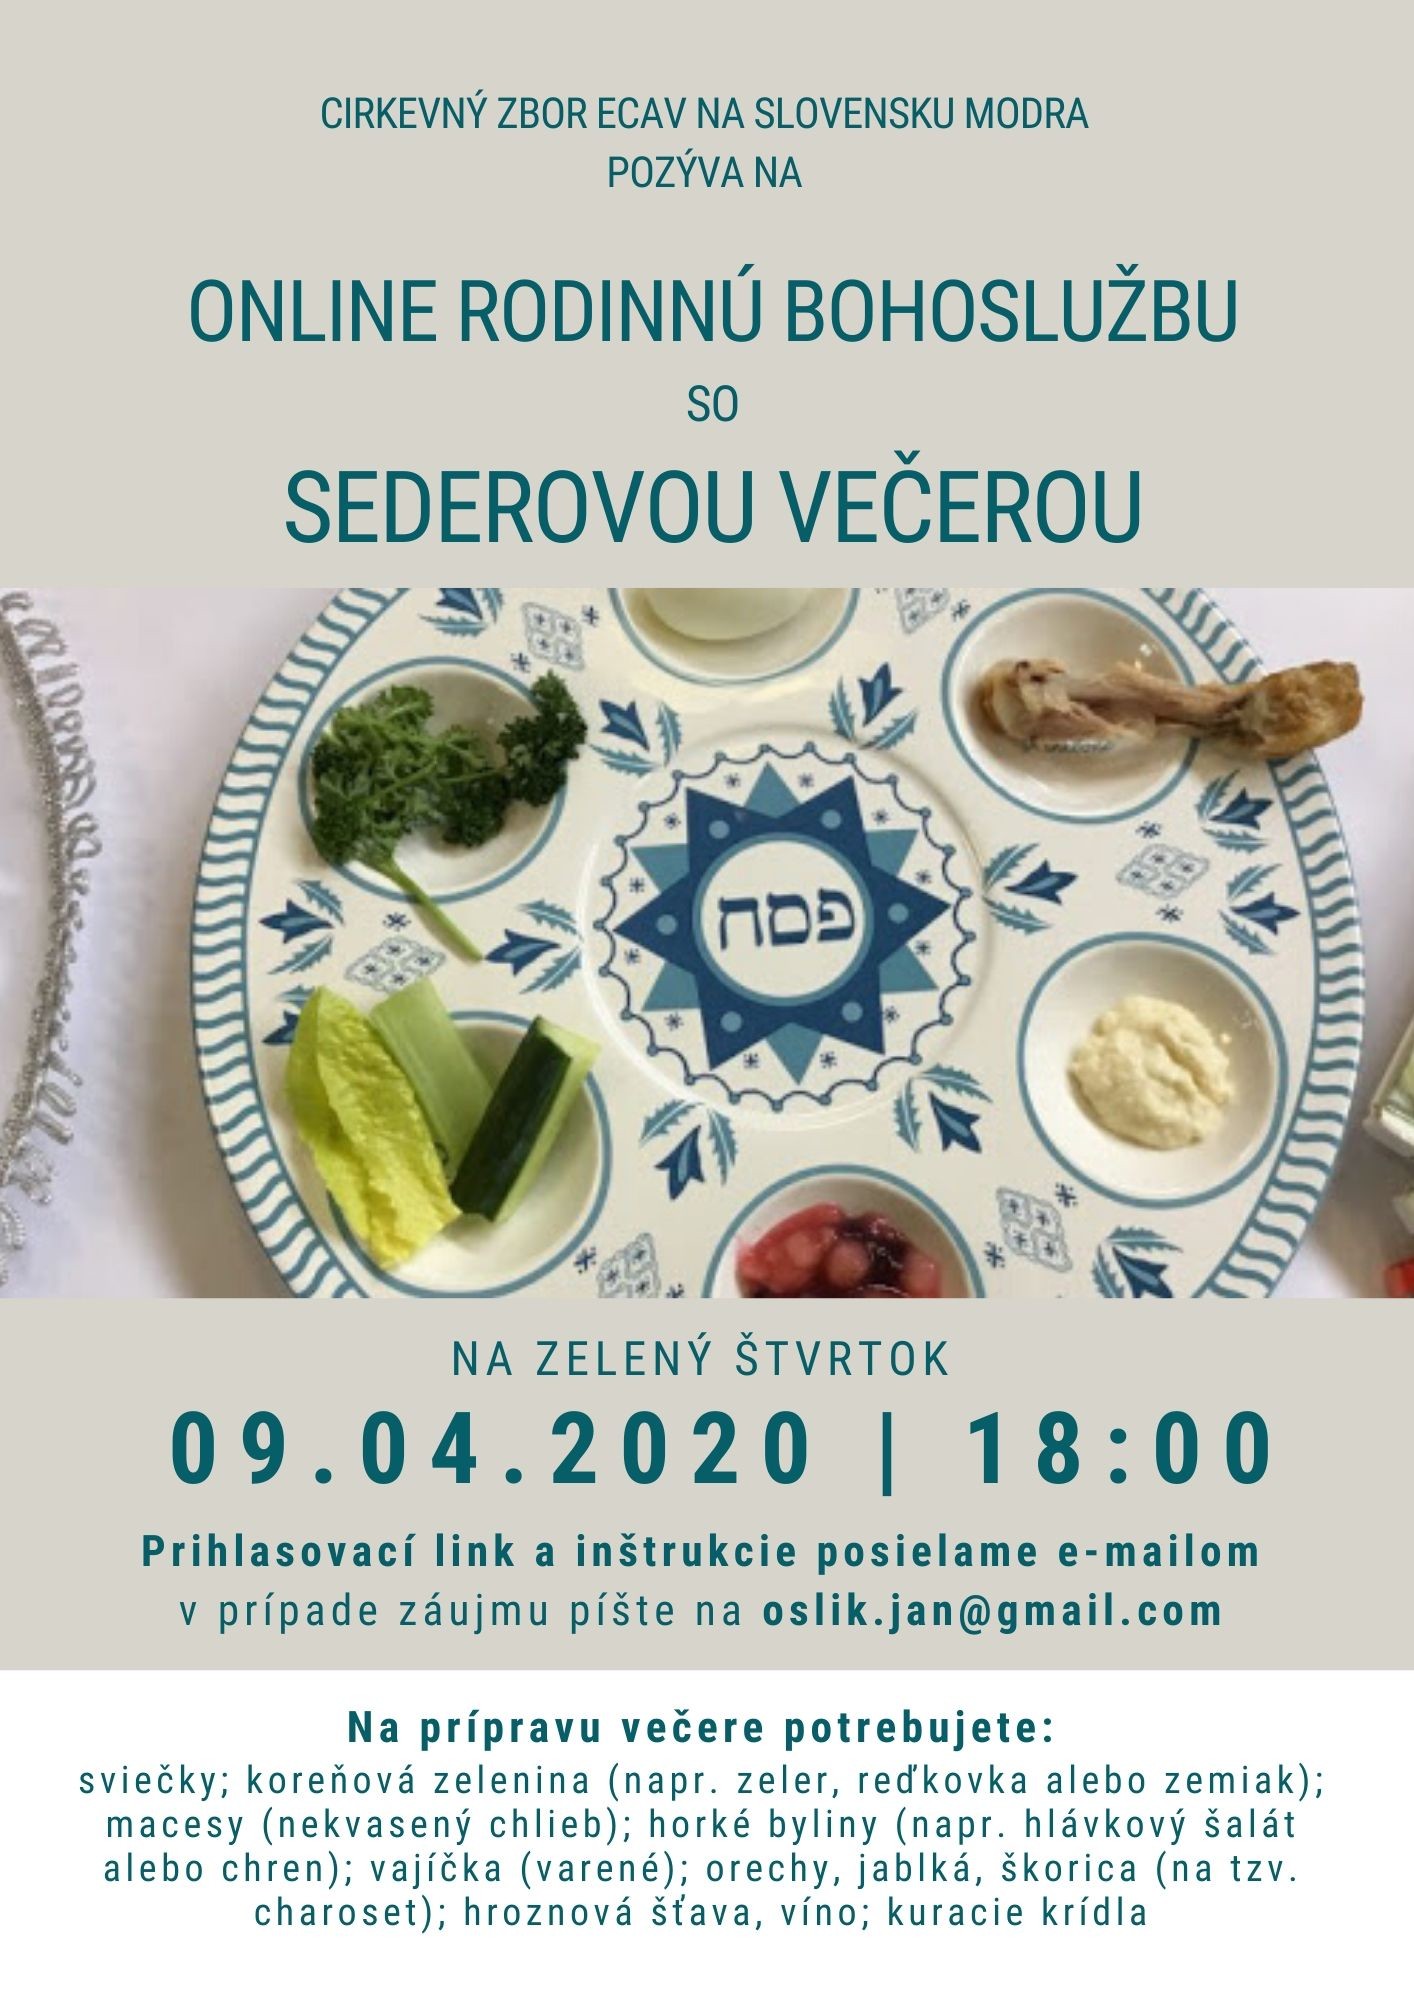 CIRKEVNÝ ZBOR ECAV NA SLOVENSKU MODRA
POZÝVA NA
ONLINE RODINNÚ BOHOSLUŽBU
SO
SEDEROVOU VEČEROU
פסח
NA ZELENÝ ŠTVRTOK
09.04.2020 | 18:00
Prihlasovací link a inštrukcie posielame e-mailom
v prípade záujmu píšte na oslik.jan@gmail.com
Na prípravu večere potrebujete:
sviečky; koreňová zelenina (napr. zeler, reďkovka alebo zemiak);
macesy (nekvasený chlieb); horké byliny (napr. hlávkový šalát
alebo chren); vajíčka (varené); orechy, jablká, škorica (na tzv.
charoset); hroznová šťava, víno; kuracie krídla